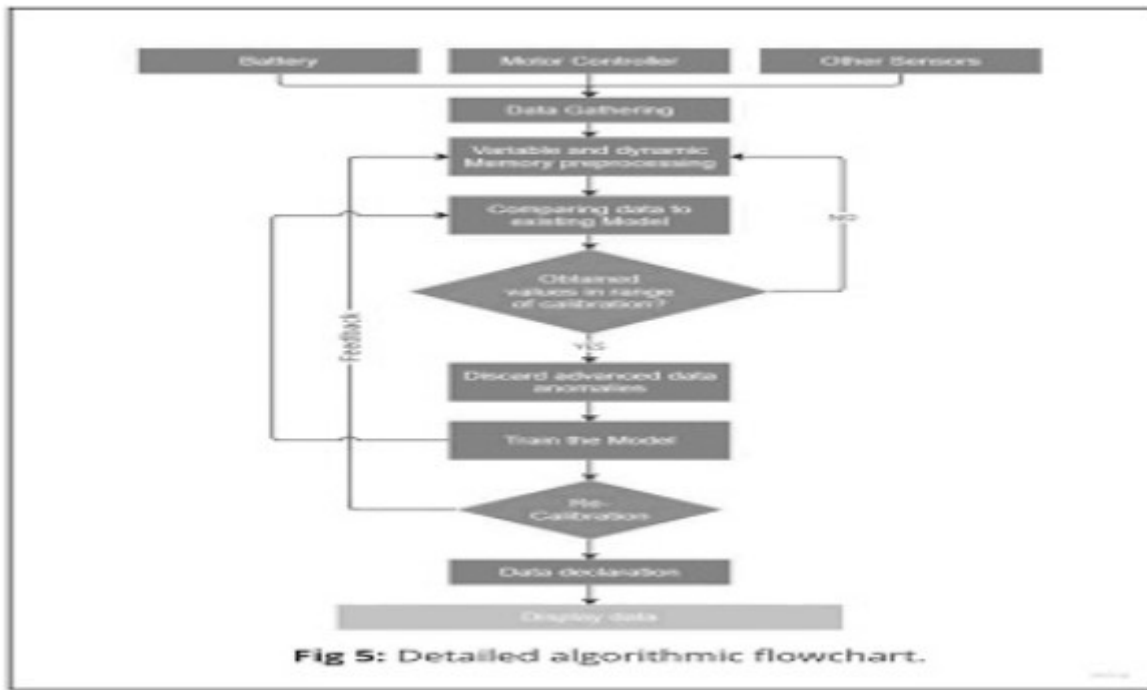 Battery
Motor Controller
Other Sensors
Data Gathering
Variable and dynamic
Memory preprocessing
Comparing data to
existing Model
NO
Obtained
values in range
of calibration?
Feedback
YES
Discard advanced data
anomalies
Train the Model
Re-
Calibration
Data declaration
Display data
Fig 5: Detailed algorithmic flowchart.